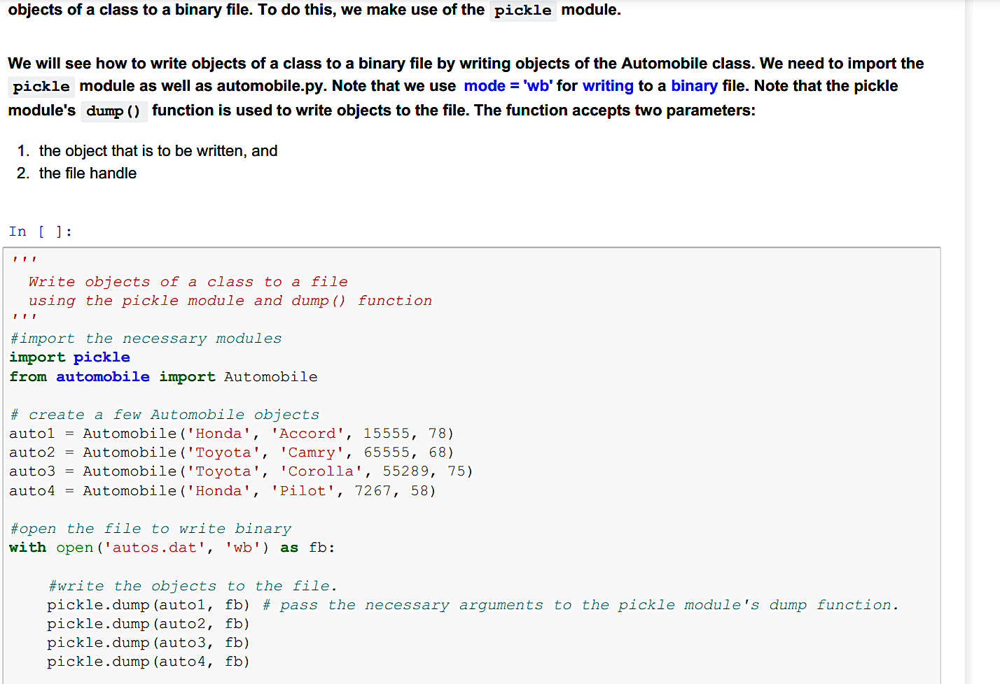 objects of a class to a binary file. To do this, we make use of the pickle module.
We will see how to write objects of a class to a binary file by writing objects of the Automobile class. We need to import the
pickle module as well as automobile.py. Note that we use mode = 'wb' for writing to a binary file. Note that the pickle
module's dump() function is used to write objects to the file. The function accepts two parameters:
1. the object that is to be written, and
2. the file handle
In [ ]:
'''
Write objects of a class to a file
using the pickle module and dump() function
'''
#import the necessary modules
import pickle
from automobile import Automobile
# create a few Automobile objects
auto1 = Automobile('Honda', 'Accord', 15555, 78)
auto2 = Automobile('Toyota', 'Camry', 65555, 68)
auto3 = Automobile('Toyota', 'Corolla', 55289, 75)
auto4 = Automobile('Honda', 'Pilot', 7267, 58)
#open the file to write binary
with open('autos.dat', 'wb') as fb:
#write the objects to the file.
pickle.dump(auto1, fb) # pass the necessary arguments to the pickle module's dump function.
pickle.dump(auto2, fb)
pickle.dump(auto3, fb)
pickle.dump(auto4, fb)